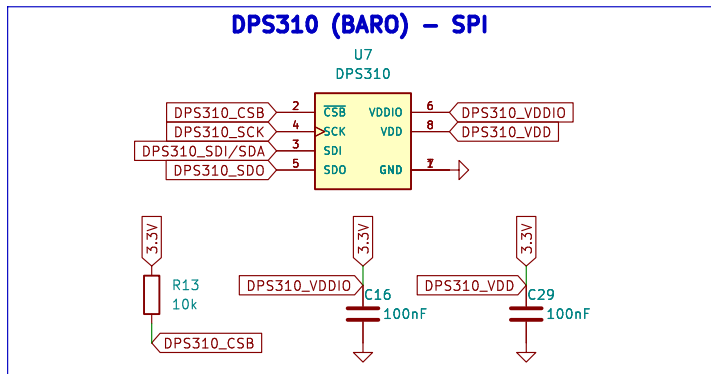 DPS310 (BARO) - SPI
U7
DPS310
DPS310_CSB 2 CSB VDDIO 6 DPS310_VDDIO
DPS310_SCK 4 SCK VDD 8 DPS310_VDD
DPS310_SDI/SDA 3 SDI
DPS310_SDO 5 SDO GND
3.3V 3.3V 3.3V
R13 DPS310_VDDIO DPS310_VDD
10k C16 C29
100nF 100nF
DPS310_CSB